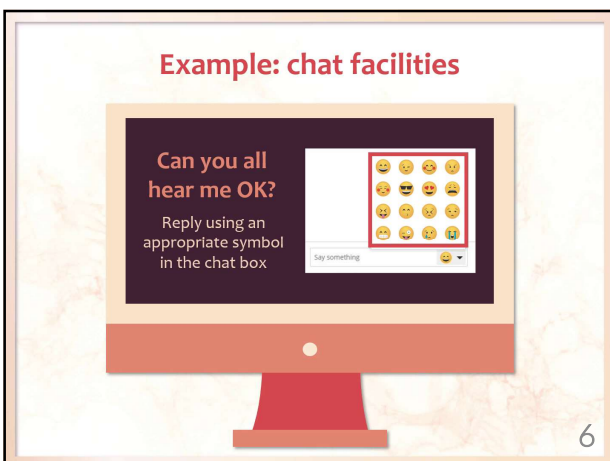 Example: chat facilities
Can you all
hear me OK?
Reply using an
appropriate symbol
in the chat box
Say something
6